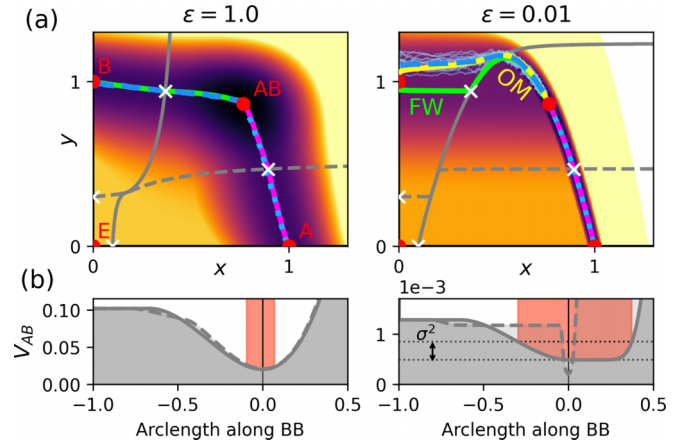 (a)
ε = 1.0
ε = 0.01
B
AB
E
A
y
1
0
0
x
1
OM
FW
1
0
0
x
1
1e−3
(b)
V_AB
0.10
0.05
0.00
−1.0
−0.5
0.0
0.5
Arclength along BB
σ²
1
0
−1.0
−0.5
0.0
0.5
Arclength along BB